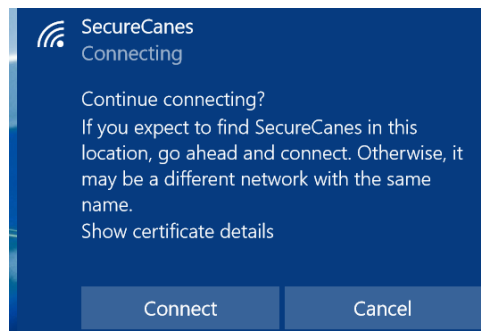 SecureCanes
Connecting
Continue connecting?
If you expect to find SecureCanes in this
location, go ahead and connect. Otherwise, it
may be a different network with the same
name.
Show certificate details
Connect Cancel